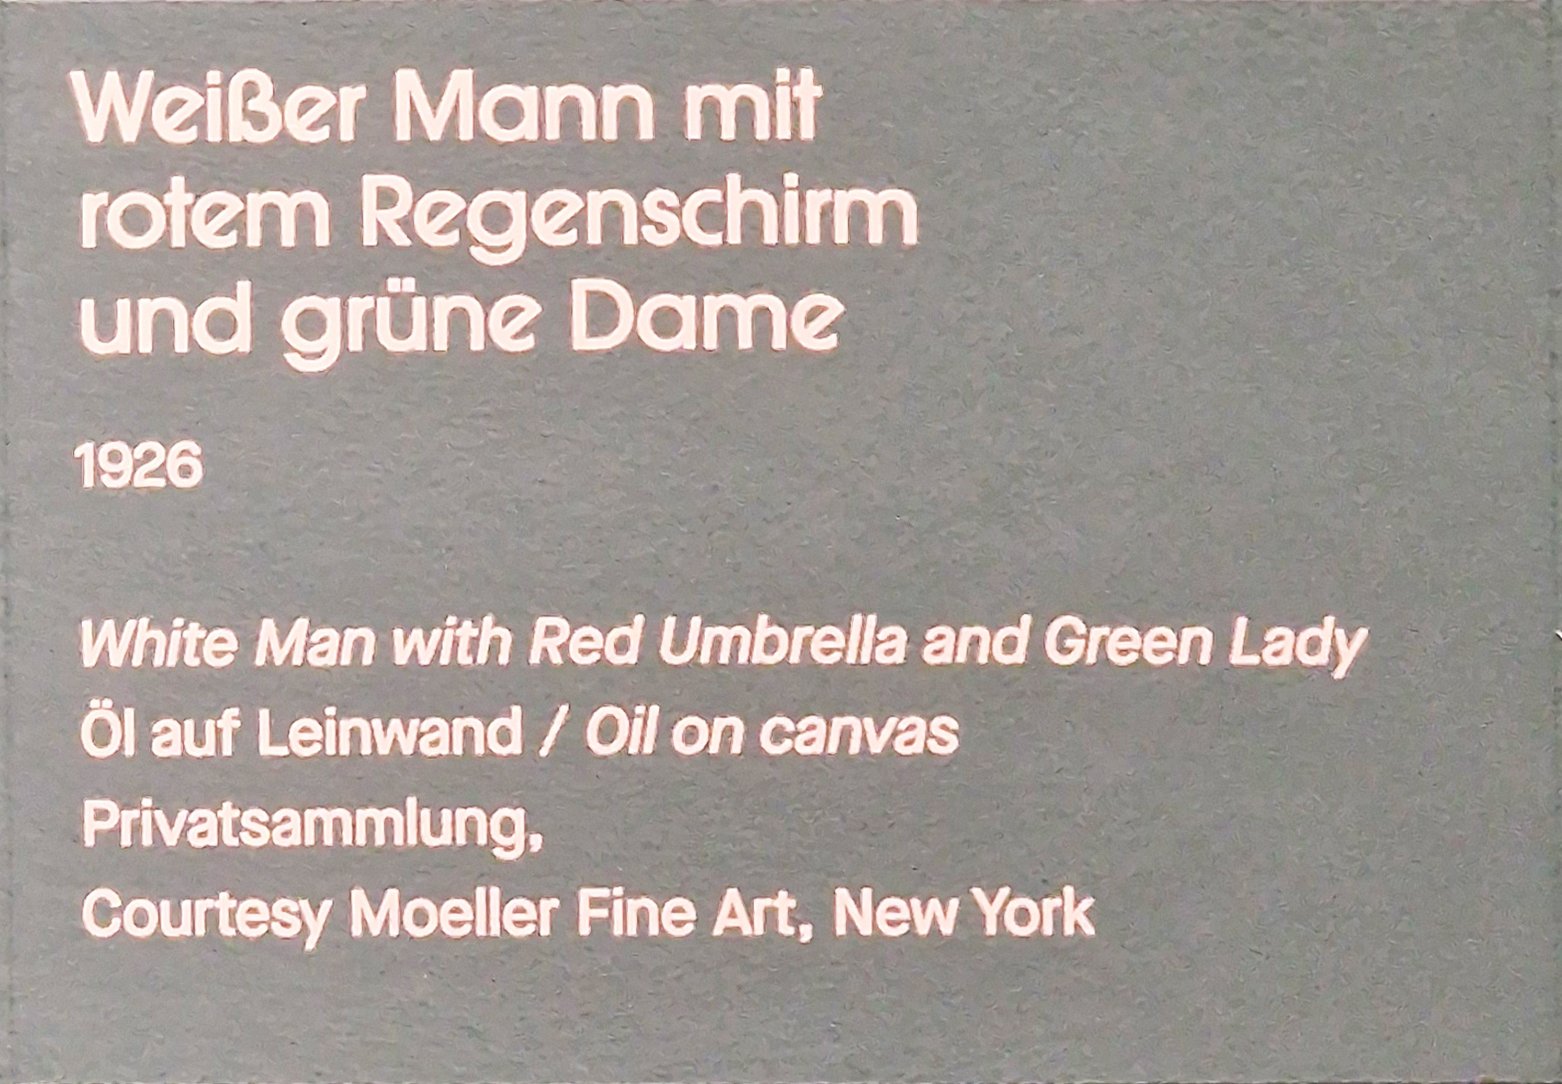 Weißer Mann mit
rotem Regenschirm
und grüne Dame
1926
White Man with Red Umbrella and Green Lady
Öl auf Leinwand / Oil on canvas
Privatsammlung,
Courtesy Moeller Fine Art, New York